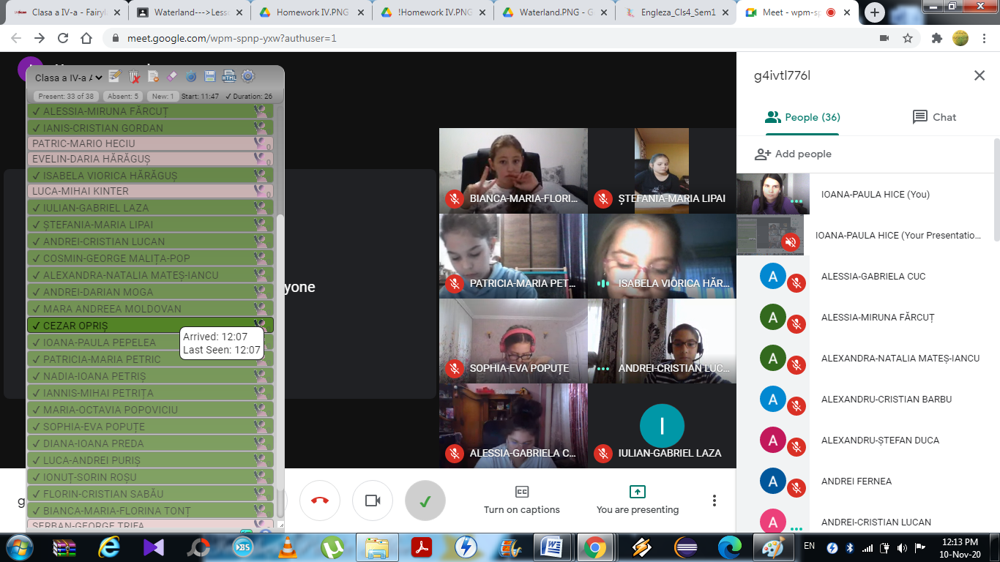 Clasa a IV-a - Fairyl
Waterland--->Less
Homework IV.PNG
!Homework IV.PNG
Waterland.PNG - G
Engleza_Cls4_Sem1
Meet - wpm-sp
meet.google.com/wpm-spnp-yxw?authuser=1
Clasa a IV-a A
Present: 33 of 38
Absent: 5
New: 1
Start: 11:47
✓ Duration: 26
✓ ALESSIA-MIRUNA FĂRCUȚ
✓ IANIS-CRISTIAN GORDAN
PATRIC-MARIO HECIU
EVELIN-DARIA HĂRĂGUȘ
✓ ISABELA VIORICA HĂRĂGUȘ
LUCA-MIHAI KINTER
✓ IULIAN-GABRIEL LAZA
✓ ȘTEFANIA-MARIA LIPAI
✓ ANDREI-CRISTIAN LUCAN
✓ COSMIN-GEORGE MALIȚA-POP
✓ ALEXANDRA-NATALIA MATEȘ-IANCU
✓ ANDREI-DARIAN MOGA
✓ MARA ANDREEA MOLDOVAN
✓ CEZAR OPRIȘ
Arrived: 12:07
Last Seen: 12:07
✓ IOANA-PAULA PEPELEA
✓ PATRICIA-MARIA PETRIC
✓ NADIA-IOANA PETRIȘ
✓ IANNIS-MIHAI PETRIȚA
✓ MARIA-OCTAVIA POPOVICIU
✓ SOPHIA-EVA POPUȚE
✓ DIANA-IOANA PREDA
✓ LUCA-ANDREI PURIȘ
✓ IONUȚ-SORIN ROȘU
✓ FLORIN-CRISTIAN SABĂU
✓ BIANCA-MARIA-FLORINA TONȚ
ȘERBAN-GEORGE TRIFA
yone
BIANCA-MARIA-FLORI...
ȘTEFANIA-MARIA LIPAI
PATRICIA-MARIA PET...
ISABELA VIORICA HĂR...
SOPHIA-EVA POPUȚE
ANDREI-CRISTIAN LUC...
ALESSIA-GABRIELA C...
I
IULIAN-GABRIEL LAZA
g
Turn on captions
You are presenting
g4ivtl776l
People (36)
Chat
Add people
IOANA-PAULA HICE (You)
IOANA-PAULA HICE (Your Presentatio...
A ALESSIA-GABRIELA CUC
A ALESSIA-MIRUNA FĂRCUȚ
A ALEXANDRA-NATALIA MATEȘ-IANCU
A ALEXANDRU-CRISTIAN BARBU
A ALEXANDRU-ȘTEFAN DUCA
A ANDREI FERNEA
A ANDREI-CRISTIAN LUCAN
EN
12:13 PM
10-Nov-20